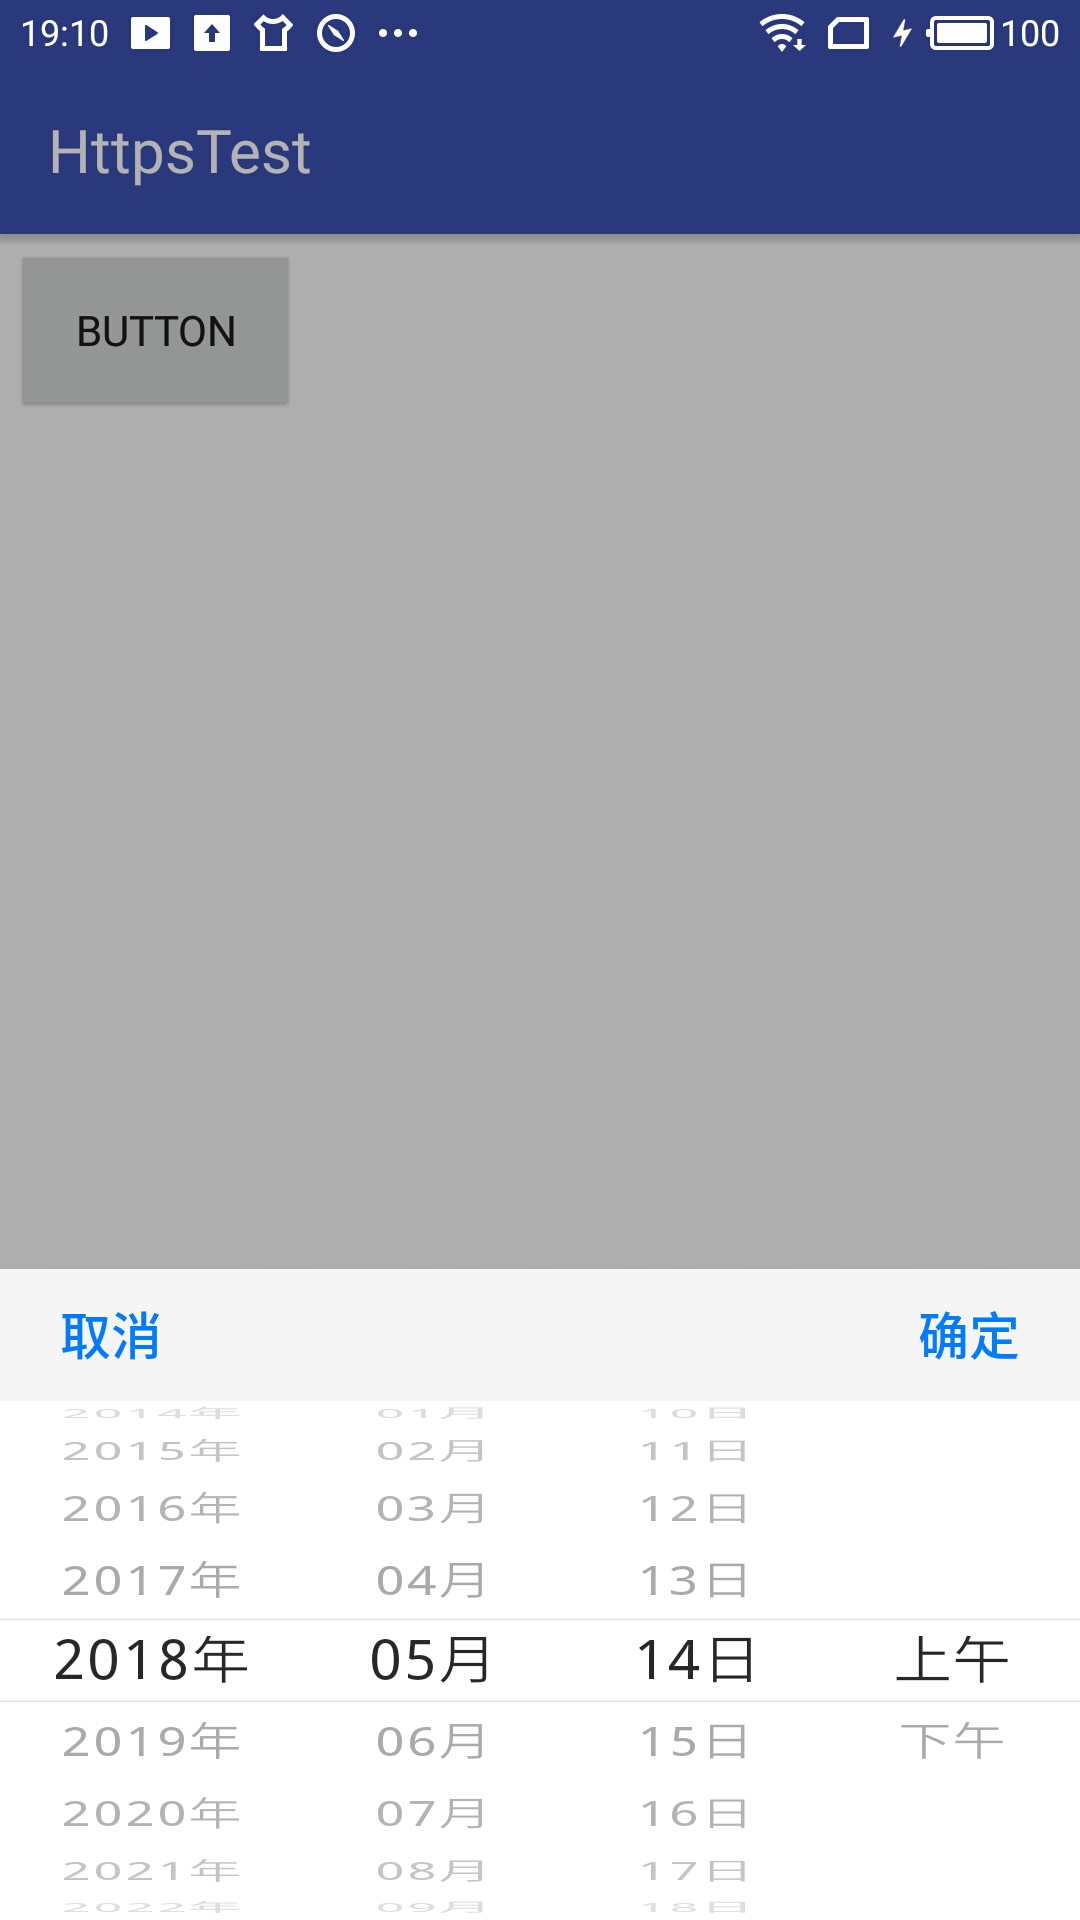 19:10 100
HttpsTest
BUTTON
取消 确定
2014年 01月 10日
2015年 02月 11日
2016年 03月 12日
2017年 04月 13日
2018年 05月 14日 上午
2019年 06月 15日 下午
2020年 07月 16日
2021年 08月 17日
2022年 09月 18日